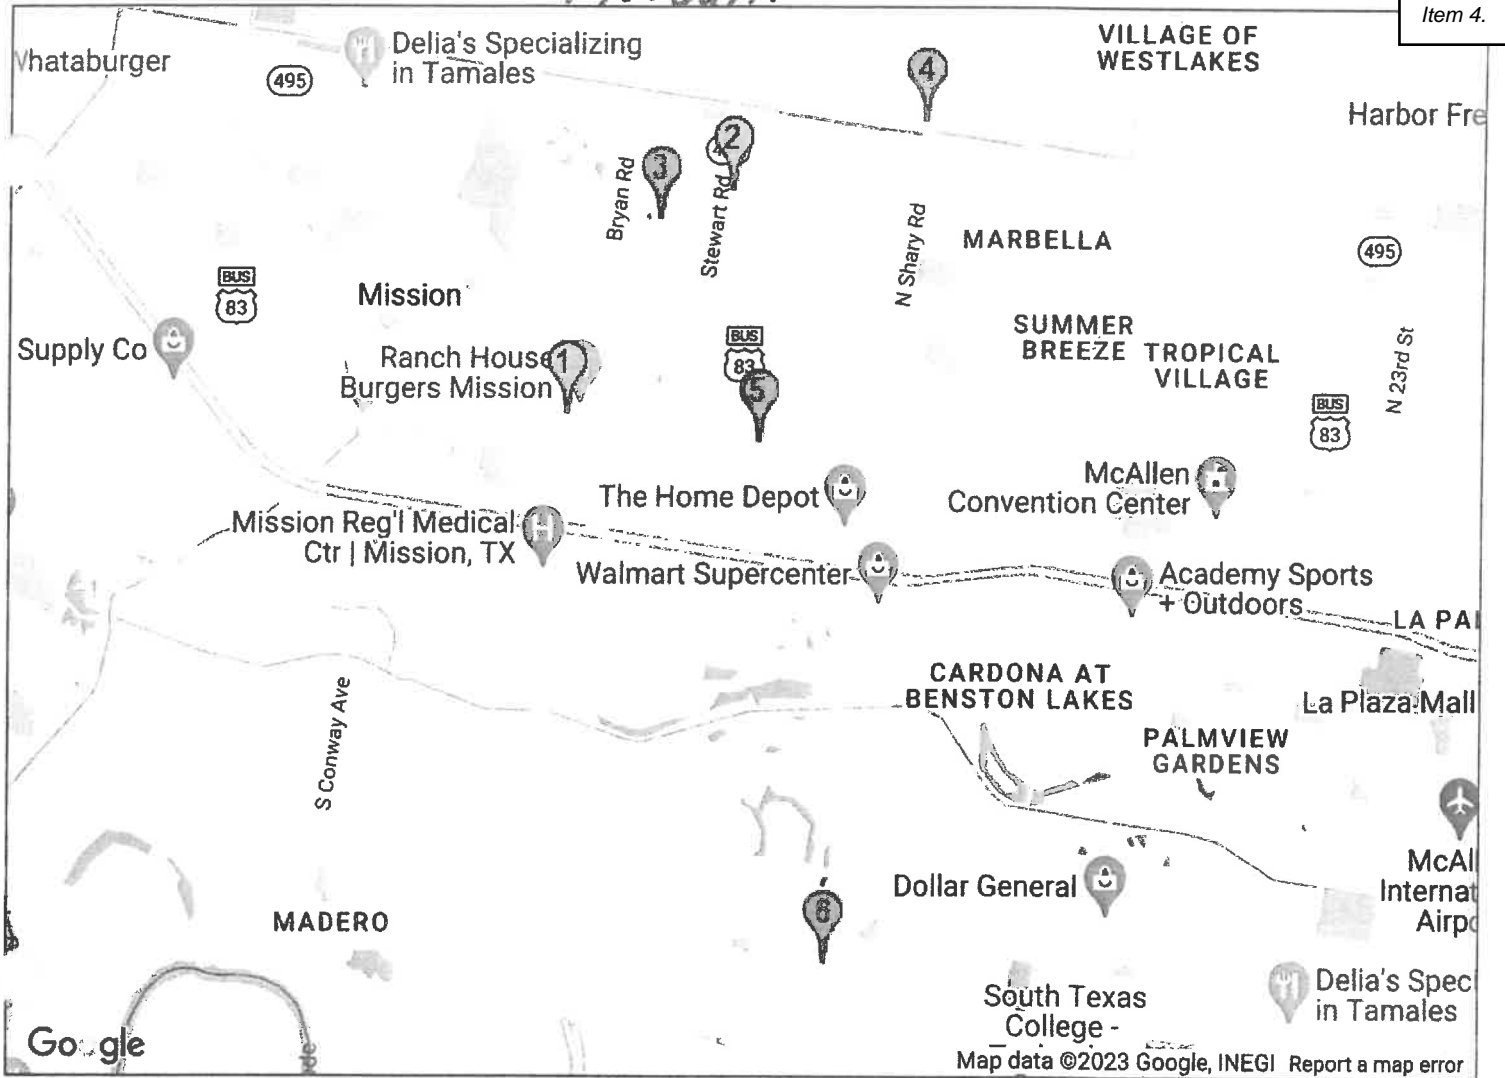 Item 4.
Whataburger
495
Delia's Specializing
in Tamales
4
VILLAGE OF
WESTLAKES
Harbor Fre
2
3
Bryan Rd
Stewart Rd
N Shary Rd
MARBELLA
495
BUS
83
Mission
Supply Co
Ranch House
Burgers Mission
1
BUS
83
5
SUMMER
BREEZE
TROPICAL
VILLAGE
N 23rd St
BUS
83
The Home Depot
McAllen
Convention Center
Mission Reg'l Medical
Ctr | Mission, TX
H
Walmart Supercenter
Academy Sports
+ Outdoors
LA PAL
CARDONA AT
BENSTON LAKES
La Plaza Mall
S Conway Ave
PALMVIEW
GARDENS
Dollar General
McAll
Internat
Airpo
MADERO
South Texas
College -
Delia's Spec
in Tamales
Google
Map data ©2023 Google, INEGI Report a map error